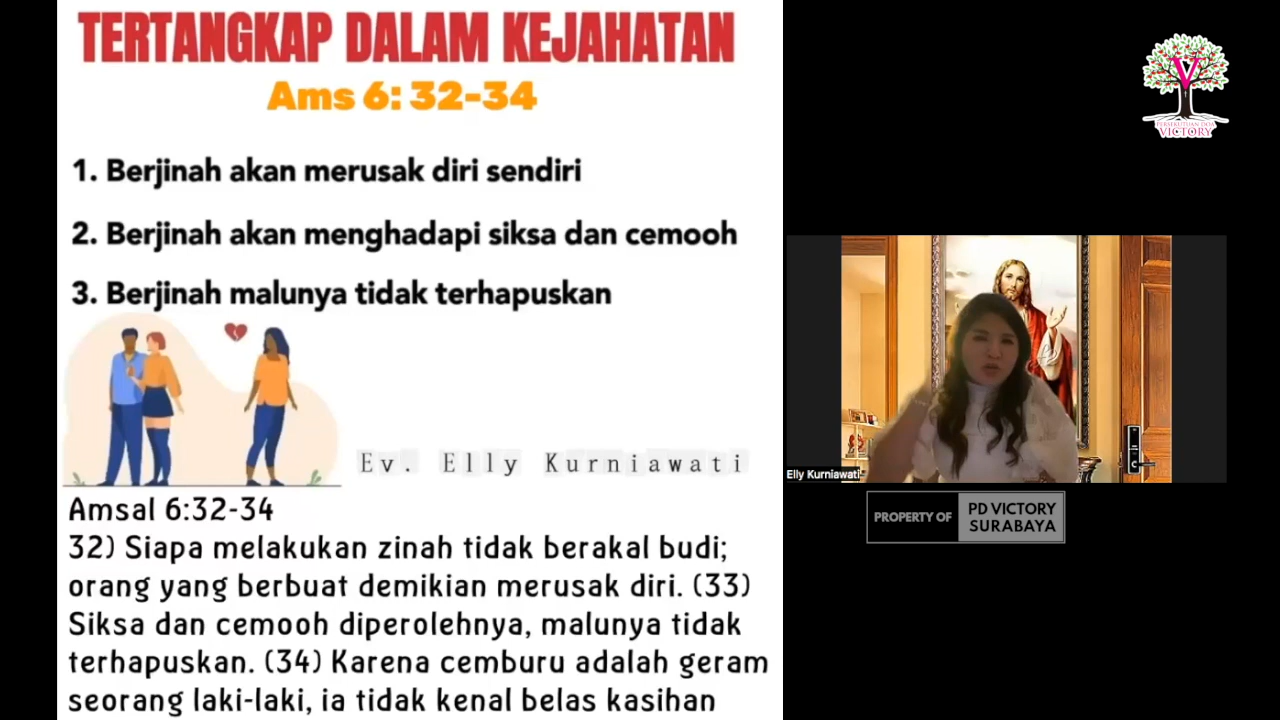 TERTANGKAP DALAM KEJAHATAN
Ams 6: 32-34
1. Berjinah akan merusak diri sendiri
2. Berjinah akan menghadapi siksa dan cemooh
3. Berjinah malunya tidak terhapuskan
Ev. Elly Kurniawati
Amsal 6:32-34
32) Siapa melakukan zinah tidak berakal budi;
orang yang berbuat demikian merusak diri. (33)
Siksa dan cemooh diperolehnya, malunya tidak
terhapuskan. (34) Karena cemburu adalah geram
seorang laki-laki, ia tidak kenal belas kasihan
V
PERSEKUTUAN DOA
VICTORY
Elly Kurniawati
PROPERTY OF
PD VICTORY
SURABAYA